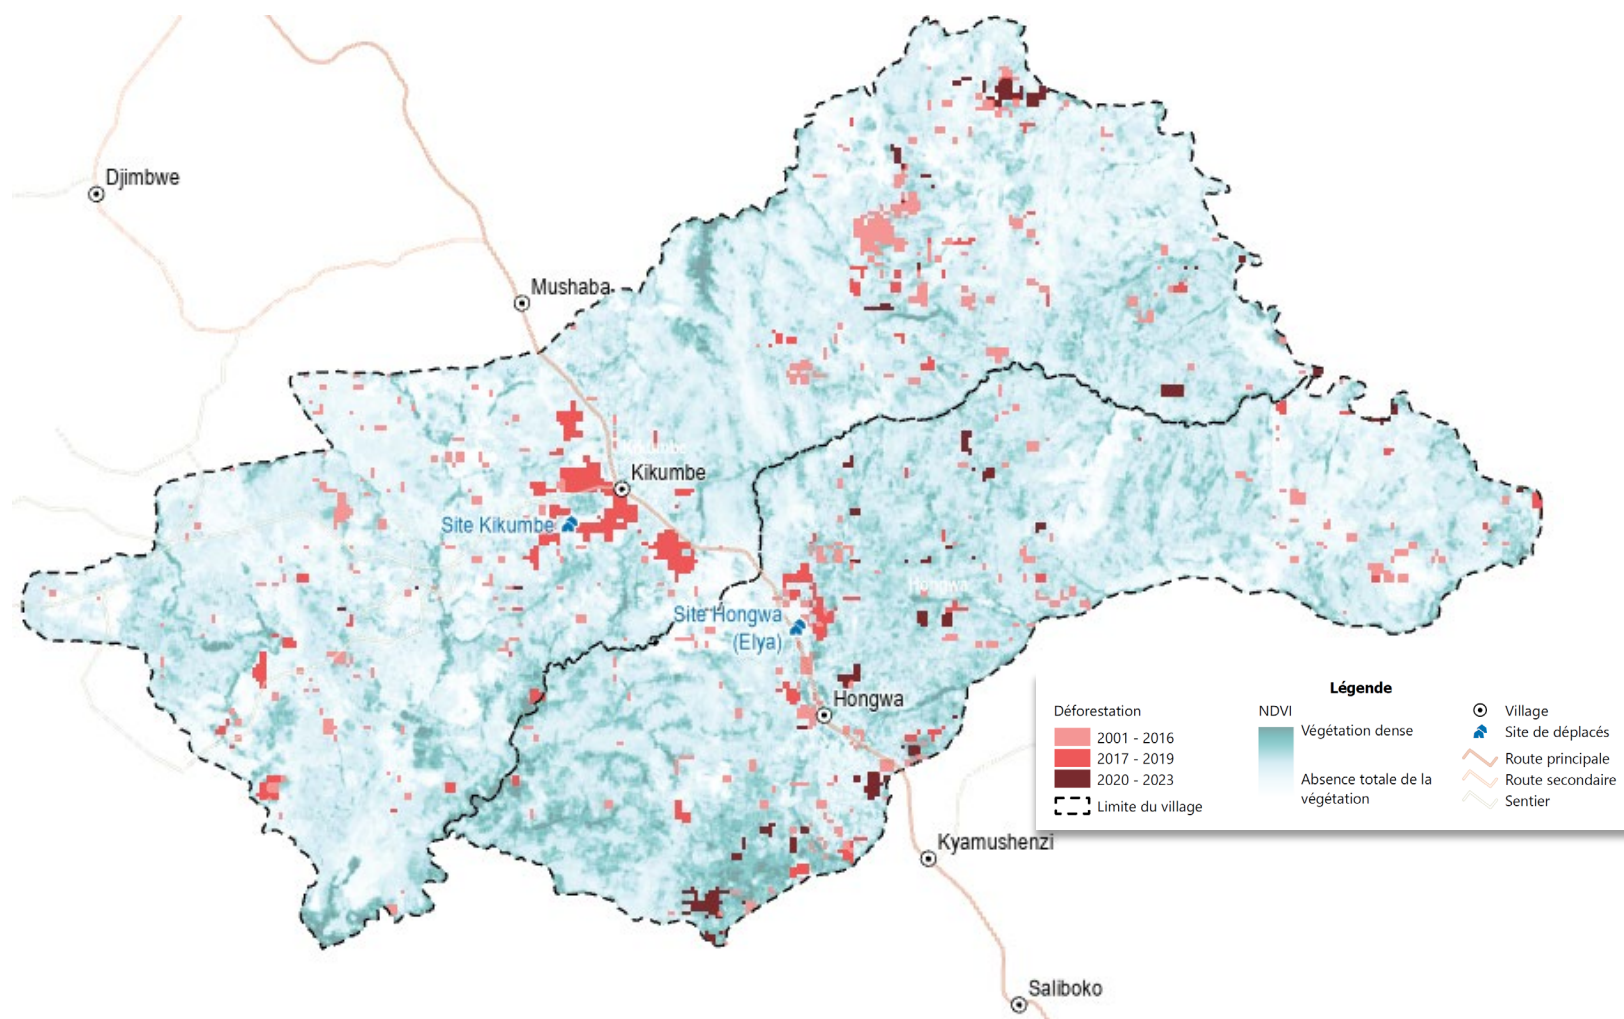 Djimbwe
Mushaba
Kikumbe
Kikumbe
Site Kikumbe
Hongwa
Site Hongwa
(Elya)
Hongwa
Légende
Déforestation
2001 - 2016
2017 - 2019
2020 - 2023
Limite du village
NDVI
Végétation dense
Absence totale de la
végétation
Village
Site de déplacés
Route principale
Route secondaire
Sentier
Kyamushenzi
Saliboko